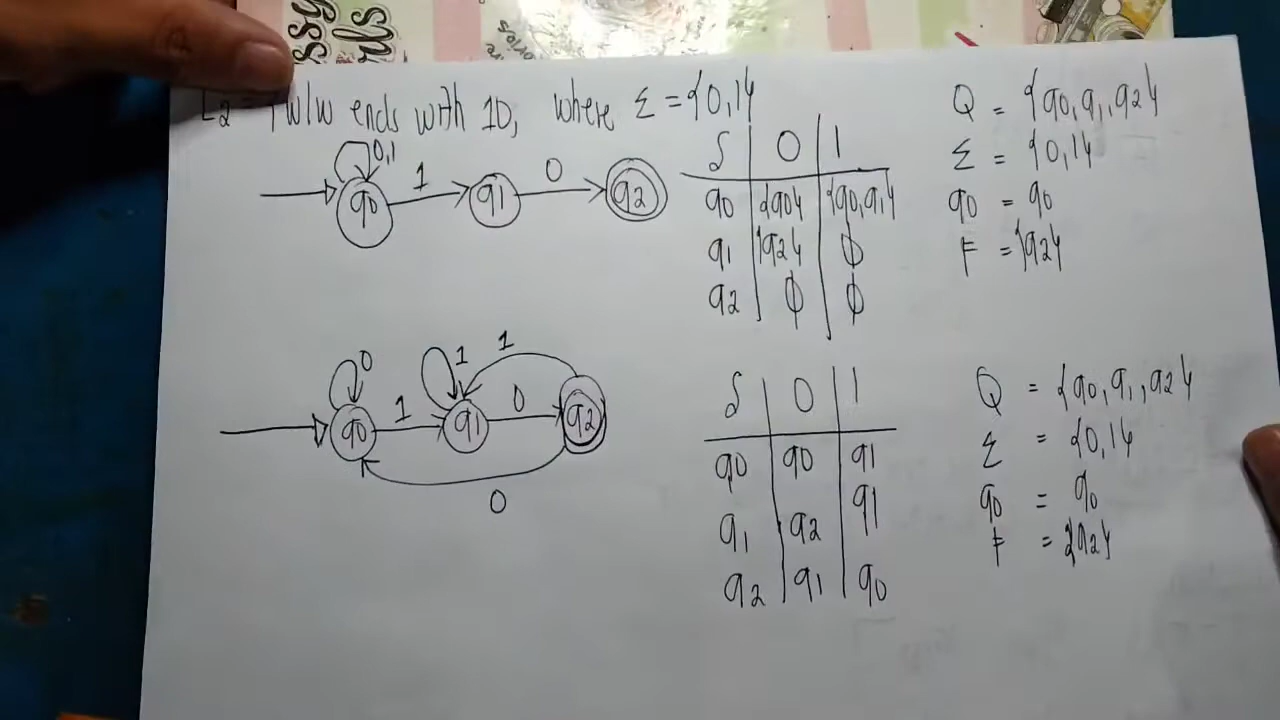 L2 = {w/w ends with 10, where Σ = {0,1}
0,1
q0 1 q1 0 q2
δ 0 1
q0 {q0} {q0,q1}
q1 {q2} ϕ
q2 ϕ ϕ
Q = {q0,q1,q2}
Σ = {0,1}
q0 = q0
F = {q2}
0 1 1
q0 1 q1 0 q2
0
δ 0 1
q0 q0 q1
q1 q2 q1
q2 q1 q0
Q = {q0,q1,q2}
Σ = {0,1}
q0 = q0
F = {q2}